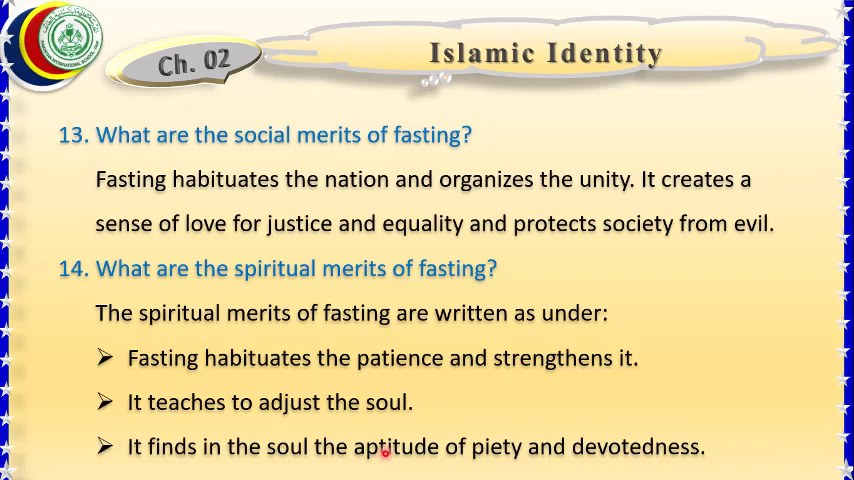 Ch. 02
Islamic Identity
13. What are the social merits of fasting?
Fasting habituates the nation and organizes the unity. It creates a
sense of love for justice and equality and protects society from evil.
14. What are the spiritual merits of fasting?
The spiritual merits of fasting are written as under:
➢ Fasting habituates the patience and strengthens it.
➢ It teaches to adjust the soul.
➢ It finds in the soul the aptitude of piety and devotedness.